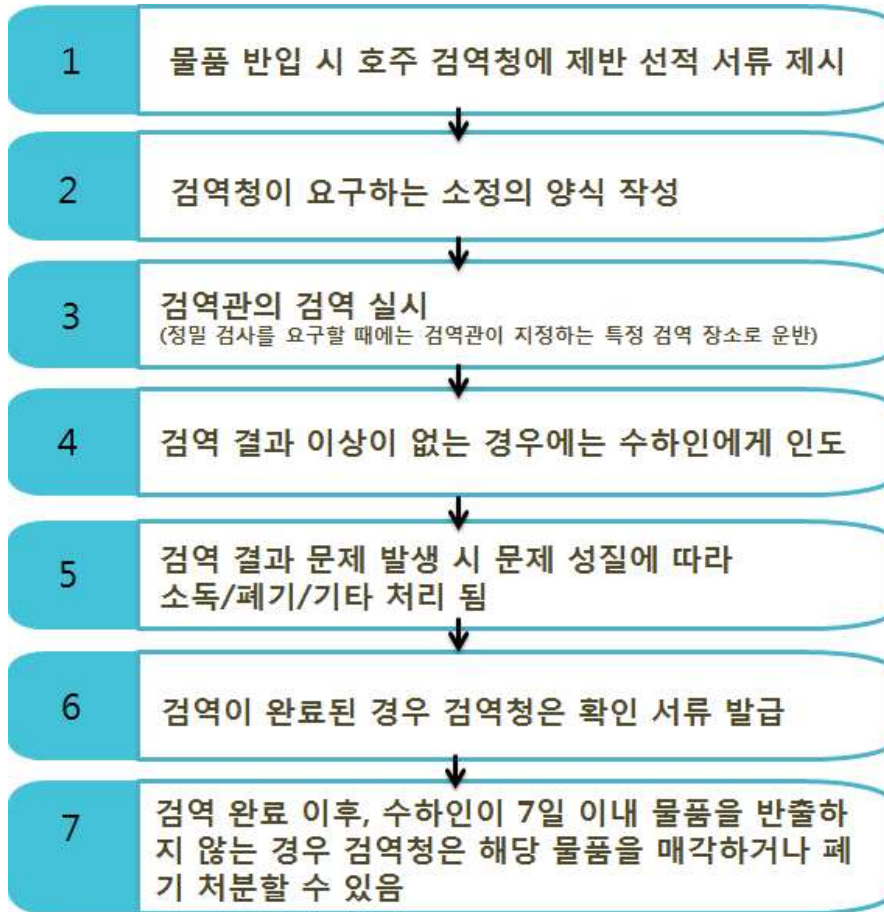 1
물품 반입 시 호주 검역청에 제반 선적 서류 제시
2
검역청이 요구하는 소정의 양식 작성
3
검역관의 검역 실시
(정밀 검사를 요구할 때에는 검역관이 지정하는 특정 검역 장소로 운반)
4
검역 결과 이상이 없는 경우에는 수하인에게 인도
5
검역 결과 문제 발생 시 문제 성질에 따라
소독/폐기/기타 처리 됨
6
검역이 완료된 경우 검역청은 확인 서류 발급
7
검역 완료 이후, 수하인이 7일 이내 물품을 반출하
지 않는 경우 검역청은 해당 물품을 매각하거나 폐
기 처분할 수 있음